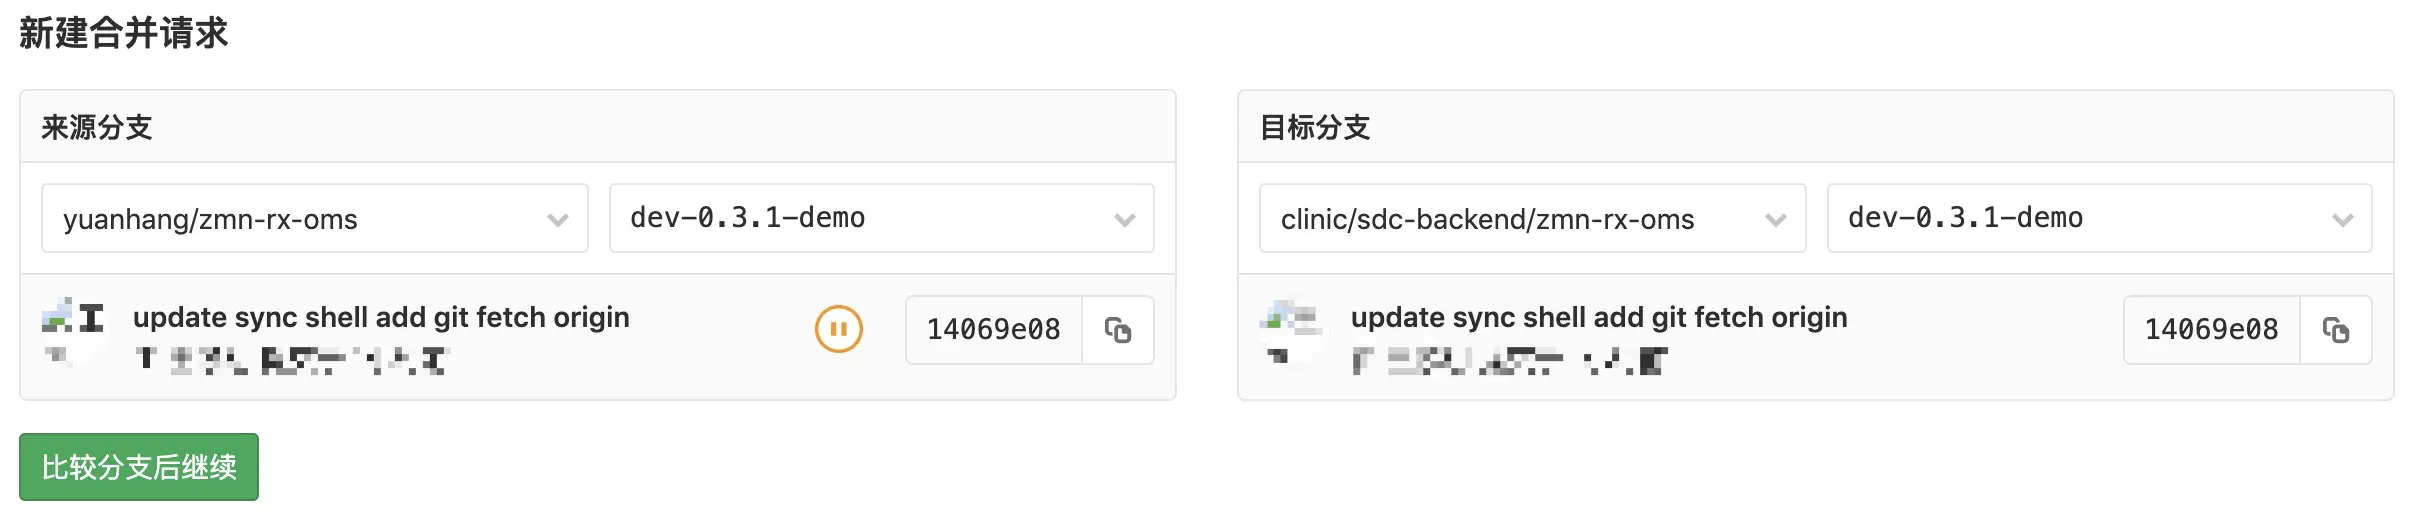 新建合并请求
来源分支
yuanhang/zmn-rx-oms
dev-0.3.1-demo
update sync shell add git fetch origin
14069e08
目标分支
clinic/sdc-backend/zmn-rx-oms
dev-0.3.1-demo
update sync shell add git fetch origin
14069e08
比较分支后继续